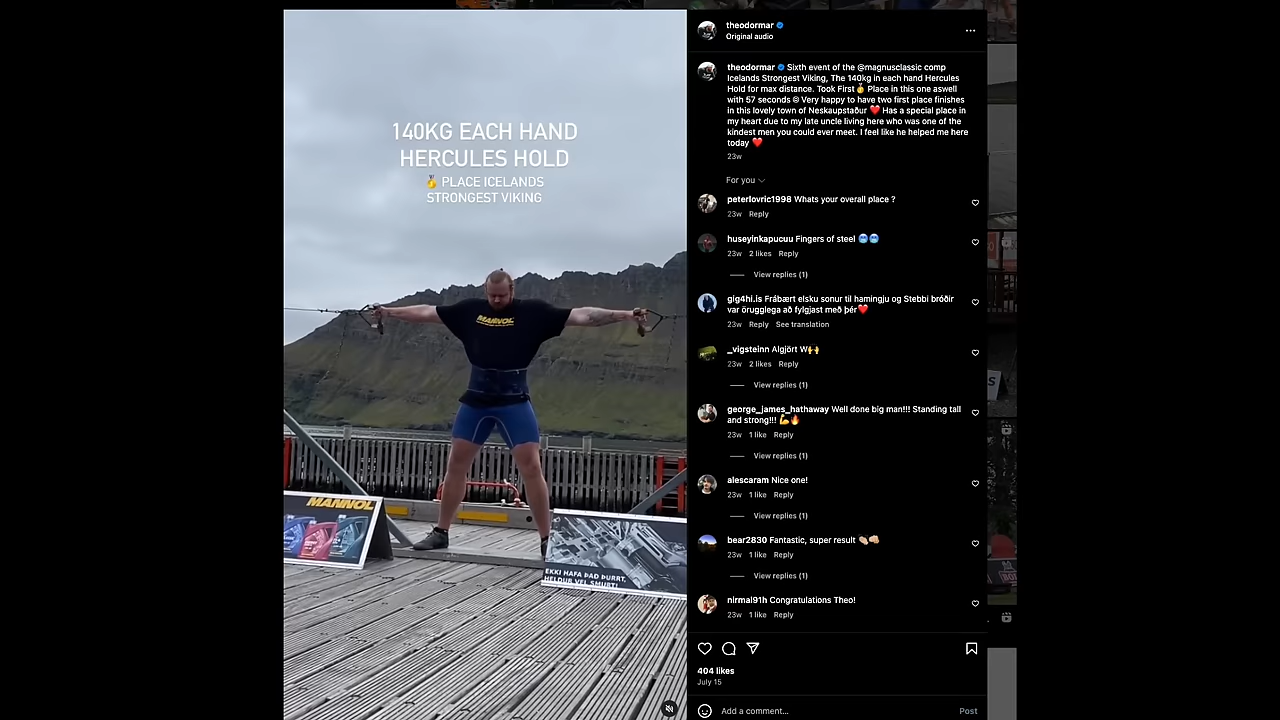 140KG EACH HAND
HERCULES HOLD
🥇 PLACE ICELANDS
STRONGEST VIKING
MANNOL
MANNOL
EKKI HAFA ÞAÐ ÞURRT,
HELDUR VEL SMURT!
theodormar
Original audio
theodormar Sixth event of the @magnusclassic comp
Icelands Strongest Viking, The 140kg in each hand Hercules
Hold for max distance. Took First🥇 Place in this one aswell
with 57 seconds © Very happy to have two first place finishes
in this lovely town of Neskaupstaður ❤️ Has a special place in
my heart due to my late uncle living here who was one of the
kindest men you could ever meet. I feel like he helped me here
today ❤️
23w
For you
peterlovric1998 Whats your overall place ?
23w Reply
huseyinkapucuu Fingers of steel 🥶🥶
23w 2 likes Reply
View replies (1)
gig4hi.is Frábært elsku sonur til hamingju og Stebbi bróðir
var örugglega að fylgjast með þér❤️
23w Reply See translation
_vigsteinn Algjört W🙌
23w 2 likes Reply
View replies (1)
george_james_hathaway Well done big man!!! Standing tall
and strong!!! 💪🔥
23w 1 like Reply
View replies (1)
alescaram Nice one!
23w 1 like Reply
View replies (1)
bear2830 Fantastic, super result 👏🏼👊🏼
23w 1 like Reply
View replies (1)
nirmal91h Congratulations Theo!
23w 1 like Reply
404 likes
July 15
Add a comment... Post